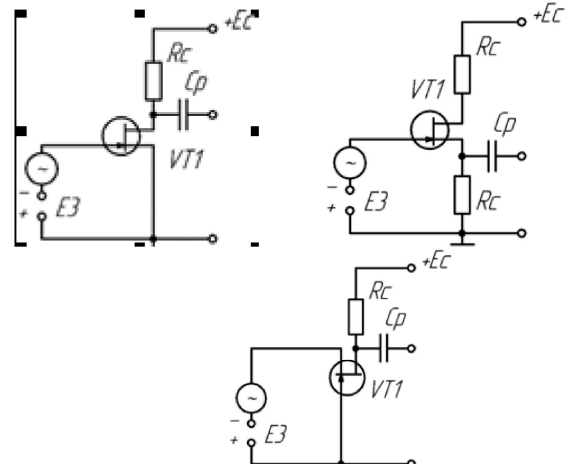 +Ec
Rc
Cp
VT1
~
−
+ E3
+Ec
Rc
VT1
Cp
~
−
+ E3
Rc
+Ec
Rc
Cp
VT1
~
−
+ E3